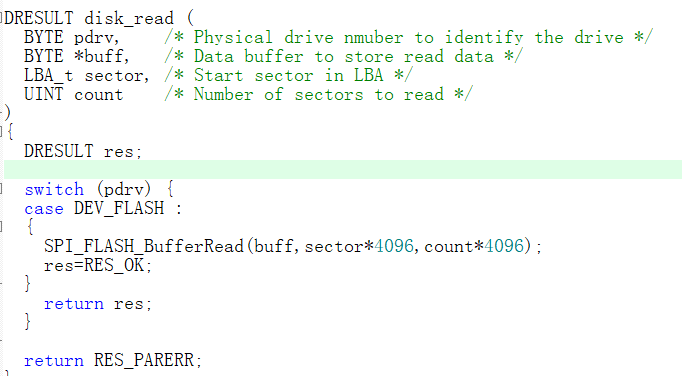 DRESULT disk_read (
BYTE pdrv, /* Physical drive nmuber to identify the drive */
BYTE *buff, /* Data buffer to store read data */
LBA_t sector, /* Start sector in LBA */
UINT count /* Number of sectors to read */
)
{
DRESULT res;
switch (pdrv) {
case DEV_FLASH :
{
SPI_FLASH_BufferRead(buff,sector*4096,count*4096);
res=RES_OK;
}
return res;
}
return RES_PARERR;